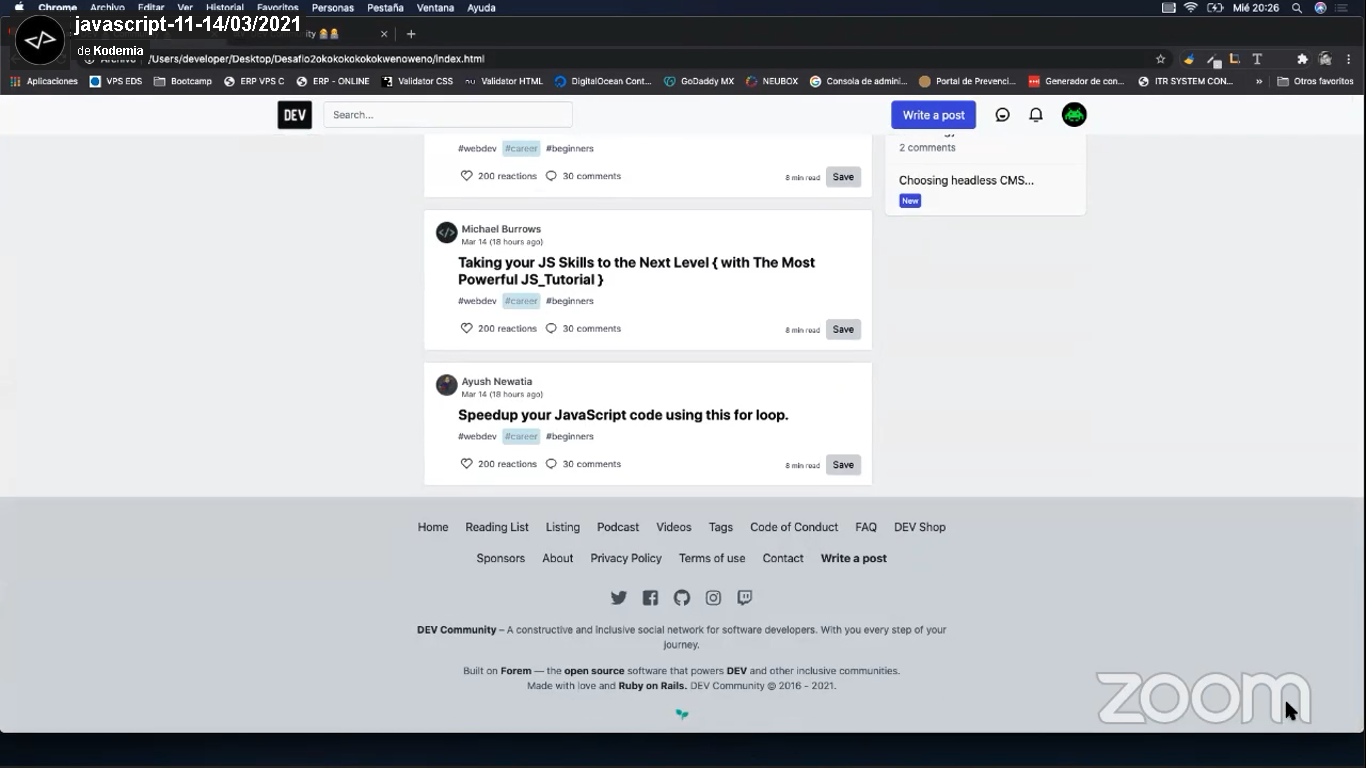 Chrome Archivo Editar Ver Historial Favoritos Personas Pestaña Ventana Ayuda
Mié 20:26
javascript-11-14/03/2021
de Kodemia
/Users/developer/Desktop/Desafio2okokokokokokwenoweno/index.html
Aplicaciones VPS EDS Bootcamp ERP VPS C ERP - ONLINE Validator CSS Validator HTML DigitalOcean Cont... GoDaddy MX NEUBOX Consola de admini... Portal de Prevenci... Generador de con... ITR SYSTEM CON... » Otros favoritos
DEV Search... Write a post
2 comments
Choosing headless CMS...
New
#webdev #career #beginners
200 reactions 30 comments 8 min read Save
Michael Burrows
Mar 14 (18 hours ago)
Taking your JS Skills to the Next Level { with The Most
Powerful JS_Tutorial }
#webdev #career #beginners
200 reactions 30 comments 8 min read Save
Ayush Newatia
Mar 14 (18 hours ago)
Speedup your JavaScript code using this for loop.
#webdev #career #beginners
200 reactions 30 comments 8 min read Save
Home Reading List Listing Podcast Videos Tags Code of Conduct FAQ DEV Shop
Sponsors About Privacy Policy Terms of use Contact Write a post
DEV Community – A constructive and inclusive social network for software developers. With you every step of your
journey.
Built on Forem — the open source software that powers DEV and other inclusive communities.
Made with love and Ruby on Rails. DEV Community © 2016 - 2021.
zoom